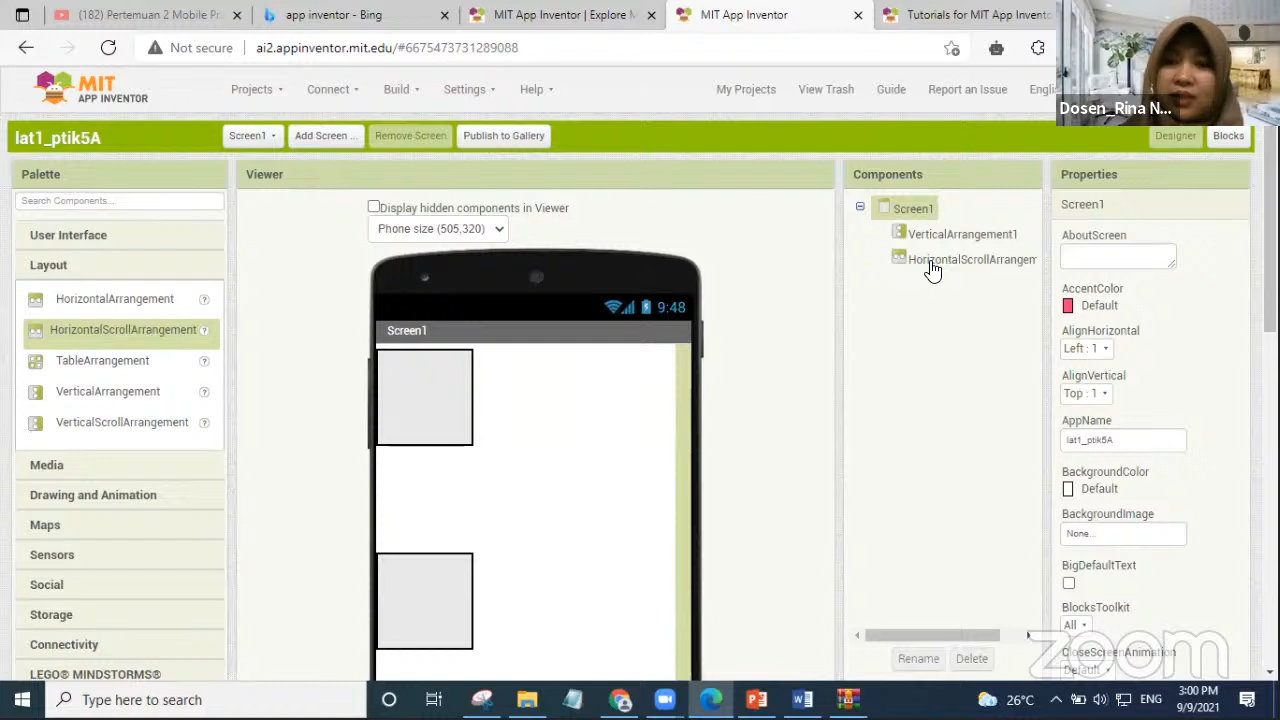 (182) Pertemuan 2 Mobile Pr
app inventor - Bing
MIT App Inventor | Explore M
MIT App Inventor
Tutorials for MIT App Invento
Not secure
ai2.appinventor.mit.edu/#6675473731289088
MIT
APP INVENTOR
Projects
Connect
Build
Settings
Help
My Projects
View Trash
Guide
Report an Issue
Engli
Dosen_Rina N...
lat1_ptik5A
Screen1
Add Screen ...
Remove Screen
Publish to Gallery
Designer
Blocks
Palette
Search Components...
User Interface
Layout
HorizontalArrangement
HorizontalScrollArrangement
TableArrangement
VerticalArrangement
VerticalScrollArrangement
Media
Drawing and Animation
Maps
Sensors
Social
Storage
Connectivity
LEGO® MINDSTORMS®
Viewer
Display hidden components in Viewer
Phone size (505,320)
9:48
Screen1
Components
Screen1
VerticalArrangement1
HorizontalScrollArrangem
Rename
Delete
Properties
Screen1
AboutScreen
AccentColor
Default
AlignHorizontal
Left : 1
AlignVertical
Top : 1
AppName
lat1_ptik5A
BackgroundColor
Default
BackgroundImage
None...
BigDefaultText
BlocksToolkit
All
CloseScreenAnimation
Default
zoom
Type here to search
26°C
ENG
3:00 PM
9/9/2021